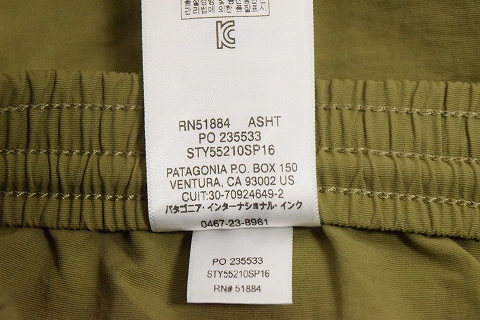 RN51884 ASHT
PO 235533
STY55210SP16
PATAGONIA P.O. BOX 150
VENTURA, CA 93002 US
CUIT:30-70924649-2
パタゴニア・インターナショナル・インク
0467-23-8961
PO 235533
STY55210SP16
RN# 51884